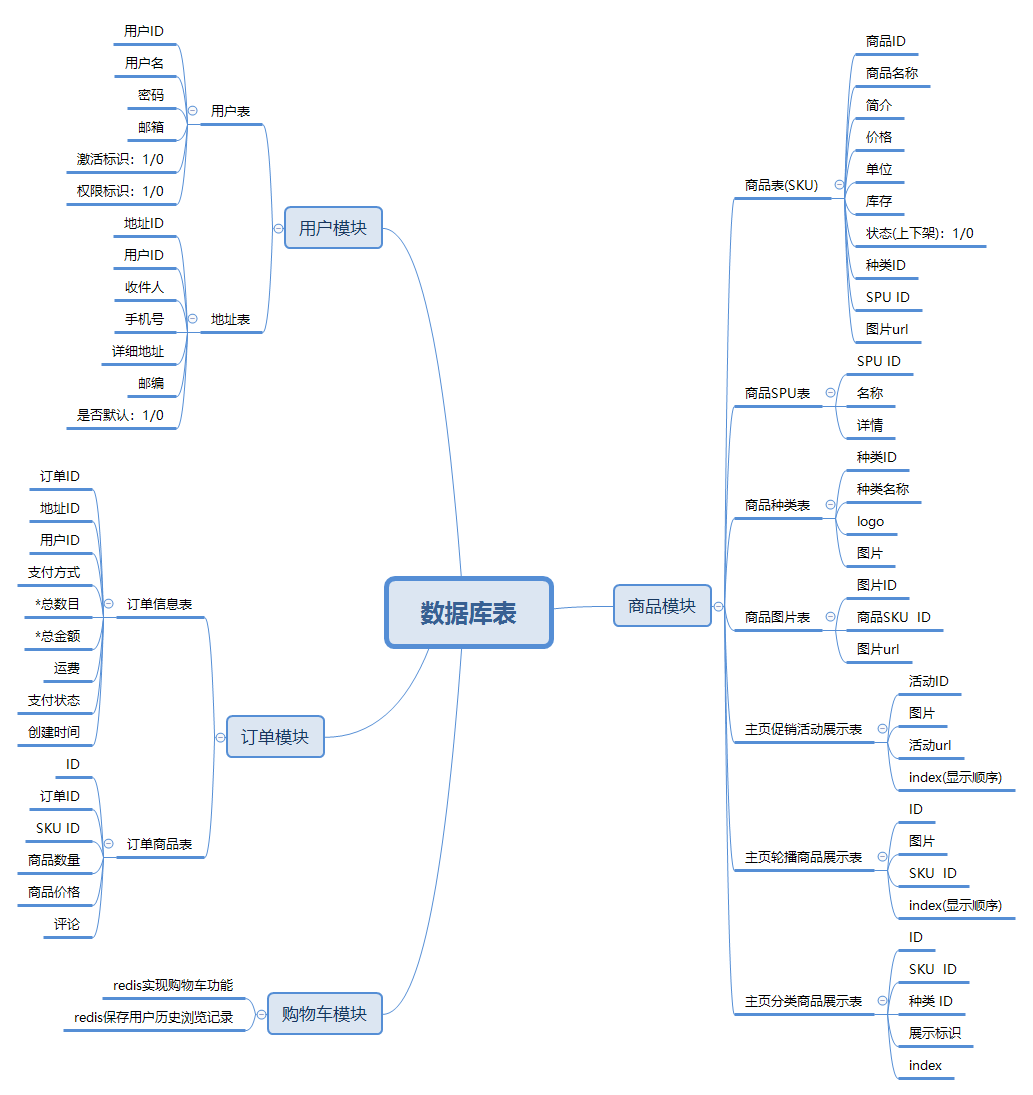 数据库表
用户模块
用户表
用户ID
用户名
密码
邮箱
激活标识：1/0
权限标识：1/0
地址表
地址ID
用户ID
收件人
手机号
详细地址
邮编
是否默认：1/0
订单模块
订单信息表
订单ID
地址ID
用户ID
支付方式
*总数目
*总金额
运费
支付状态
创建时间
订单商品表
ID
订单ID
SKU ID
商品数量
商品价格
评论
购物车模块
redis实现购物车功能
redis保存用户历史浏览记录
商品模块
商品表(SKU)
商品ID
商品名称
简介
价格
单位
库存
状态(上下架)：1/0
种类ID
SPU ID
图片url
商品SPU表
SPU ID
名称
详情
商品种类表
种类ID
种类名称
logo
图片
商品图片表
图片ID
商品SKU  ID
图片url
主页促销活动展示表
活动ID
图片
活动url
index(显示顺序)
主页轮播商品展示表
ID
图片
SKU  ID
index(显示顺序)
主页分类商品展示表
ID
SKU  ID
种类 ID
展示标识
index